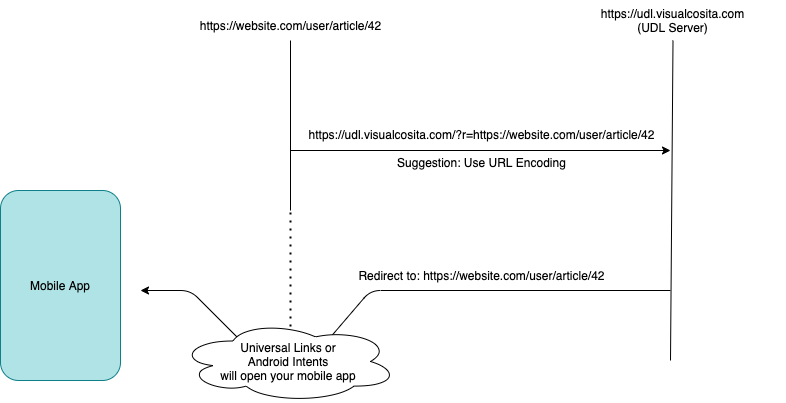 https://website.com/user/article/42
https://udl.visualcosita.com
(UDL Server)
https://udl.visualcosita.com/?r=https://website.com/user/article/42
Suggestion: Use URL Encoding
Mobile App
Redirect to: https://website.com/user/article/42
Universal Links or
Android Intents
will open your mobile app